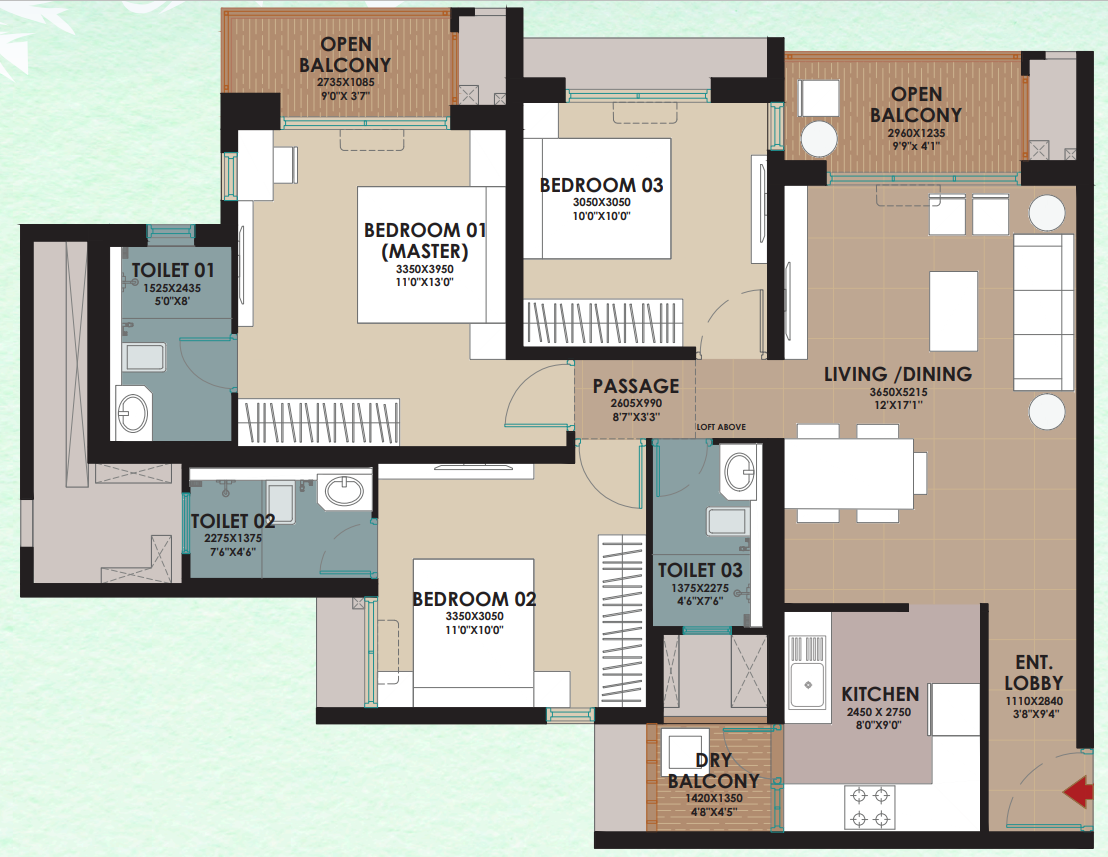 OPEN
BALCONY
2735X1085
9'0"X 3'7"
OPEN
BALCONY
2960X1235
9'9"x 4'1"
BEDROOM 03
3050X3050
10'0"X10'0"
BEDROOM 01
(MASTER)
3350X3950
11'0"X13'0"
TOILET 01
1525X2435
5'0"X8'
PASSAGE
2605X990
8'7"X3'3"
LIVING /DINING
3650X5215
12'X17'1"
LOFT ABOVE
TOILET 02
2275X1375
7'6"X4'6"
BEDROOM 02
3350X3050
11'0"X10'0"
TOILET 03
1375X2275
4'6"X7'6"
KITCHEN
2450 X 2750
8'0"X9'0"
ENT.
LOBBY
1110X2840
3'8"X9'4"
DRY
BALCONY
1420X1350
4'8"X4'5"